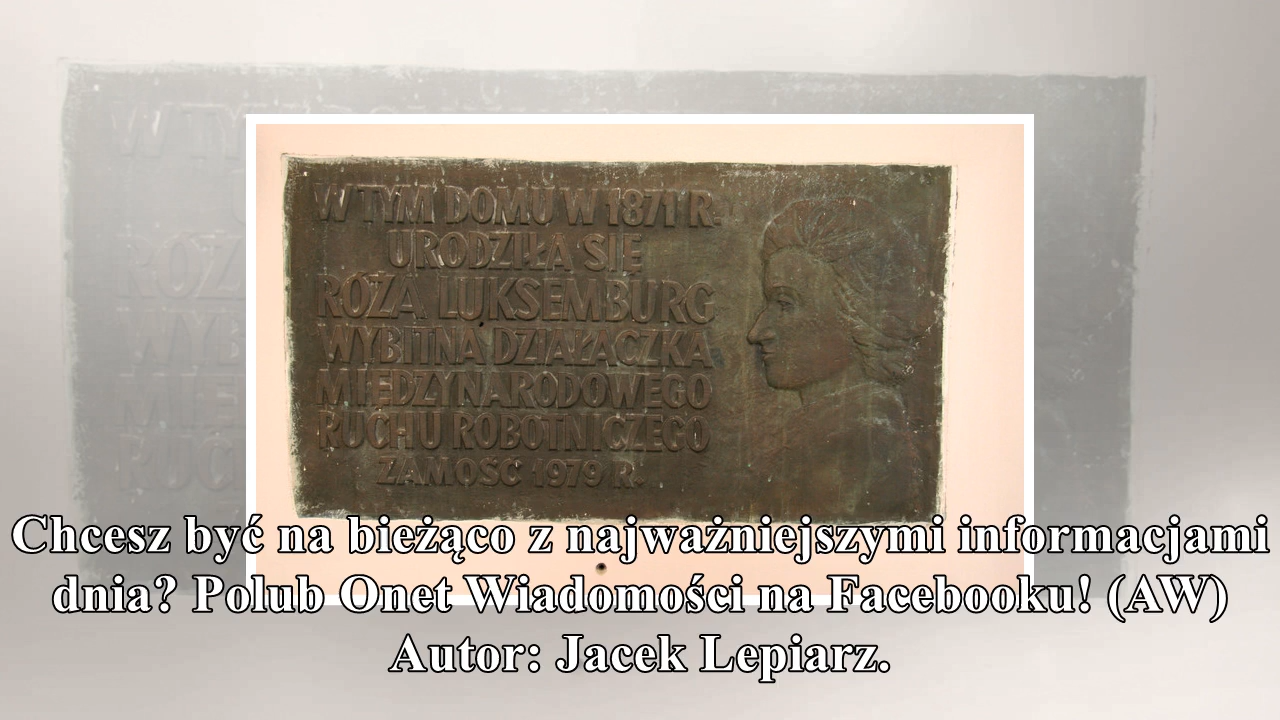 W TYM DOMU W 1871 R.
URODZIŁA SIĘ
RÓŻA LUKSEMBURG
WYBITNA DZIAŁACZKA
MIĘDZYNARODOWEGO
RUCHU ROBOTNICZEGO
ZAMOŚĆ 1979 R.
Chcesz być na bieżąco z najważniejszymi informacjami
dnia? Polub Onet Wiadomości na Facebooku! (AW)
Autor: Jacek Lepiarz.